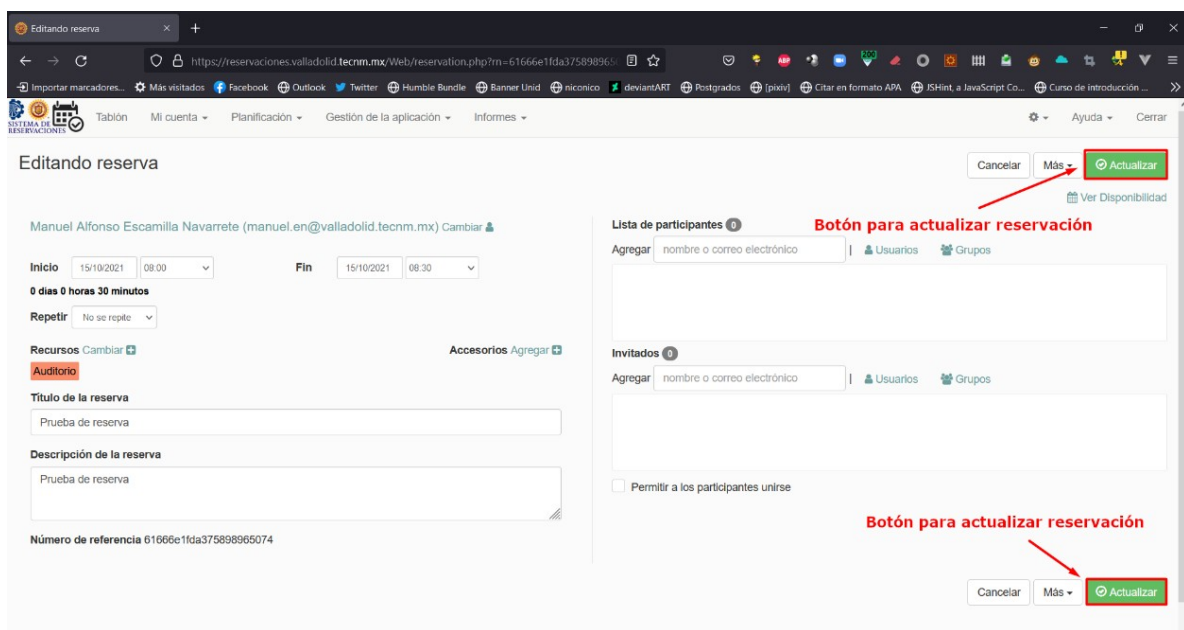 Editando reserva
https://reservaciones.valladolid.tecnm.mx/Web/reservation.php?rn=61666e1fda37589896
Importar marcadores... Más visitados Facebook Outlook Twitter Humble Bundle Banner Unid niconico deviantART Postgrados [pixiv] Citar en formato APA JSHint, a JavaScript Co... Curso de introducción ...
SISTEMA DE RESERVACIONES
Tablón Mi cuenta Planificación Gestión de la aplicación Informes Ayuda Cerrar
Editando reserva
Cancelar Más Actualizar
Ver Disponibilidad
Botón para actualizar reservación
Manuel Alfonso Escamilla Navarrete (manuel.en@valladolid.tecnm.mx) Cambiar
Inicio 15/10/2021 08:00 Fin 15/10/2021 08:30
0 dias 0 horas 30 minutos
Repetir No se repite
Recursos Cambiar Accesorios Agregar
Auditorio
Título de la reserva
Prueba de reserva
Descripción de la reserva
Prueba de reserva
Número de referencia 61666e1fda375898965074
Lista de participantes 0
Agregar nombre o correo electrónico | Usuarios Grupos
Invitados 0
Agregar nombre o correo electrónico | Usuarios Grupos
Permitir a los participantes unirse
Botón para actualizar reservación
Cancelar Más Actualizar